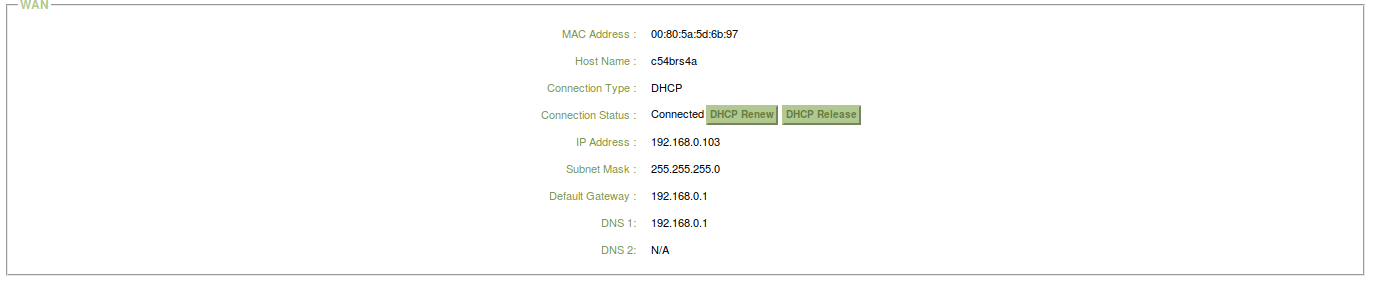 WAN
MAC Address : 00:80:5a:5d:6b:97
Host Name : c54brs4a
Connection Type : DHCP
Connection Status : Connected DHCP Renew DHCP Release
IP Address : 192.168.0.103
Subnet Mask : 255.255.255.0
Default Gateway : 192.168.0.1
DNS 1: 192.168.0.1
DNS 2: N/A